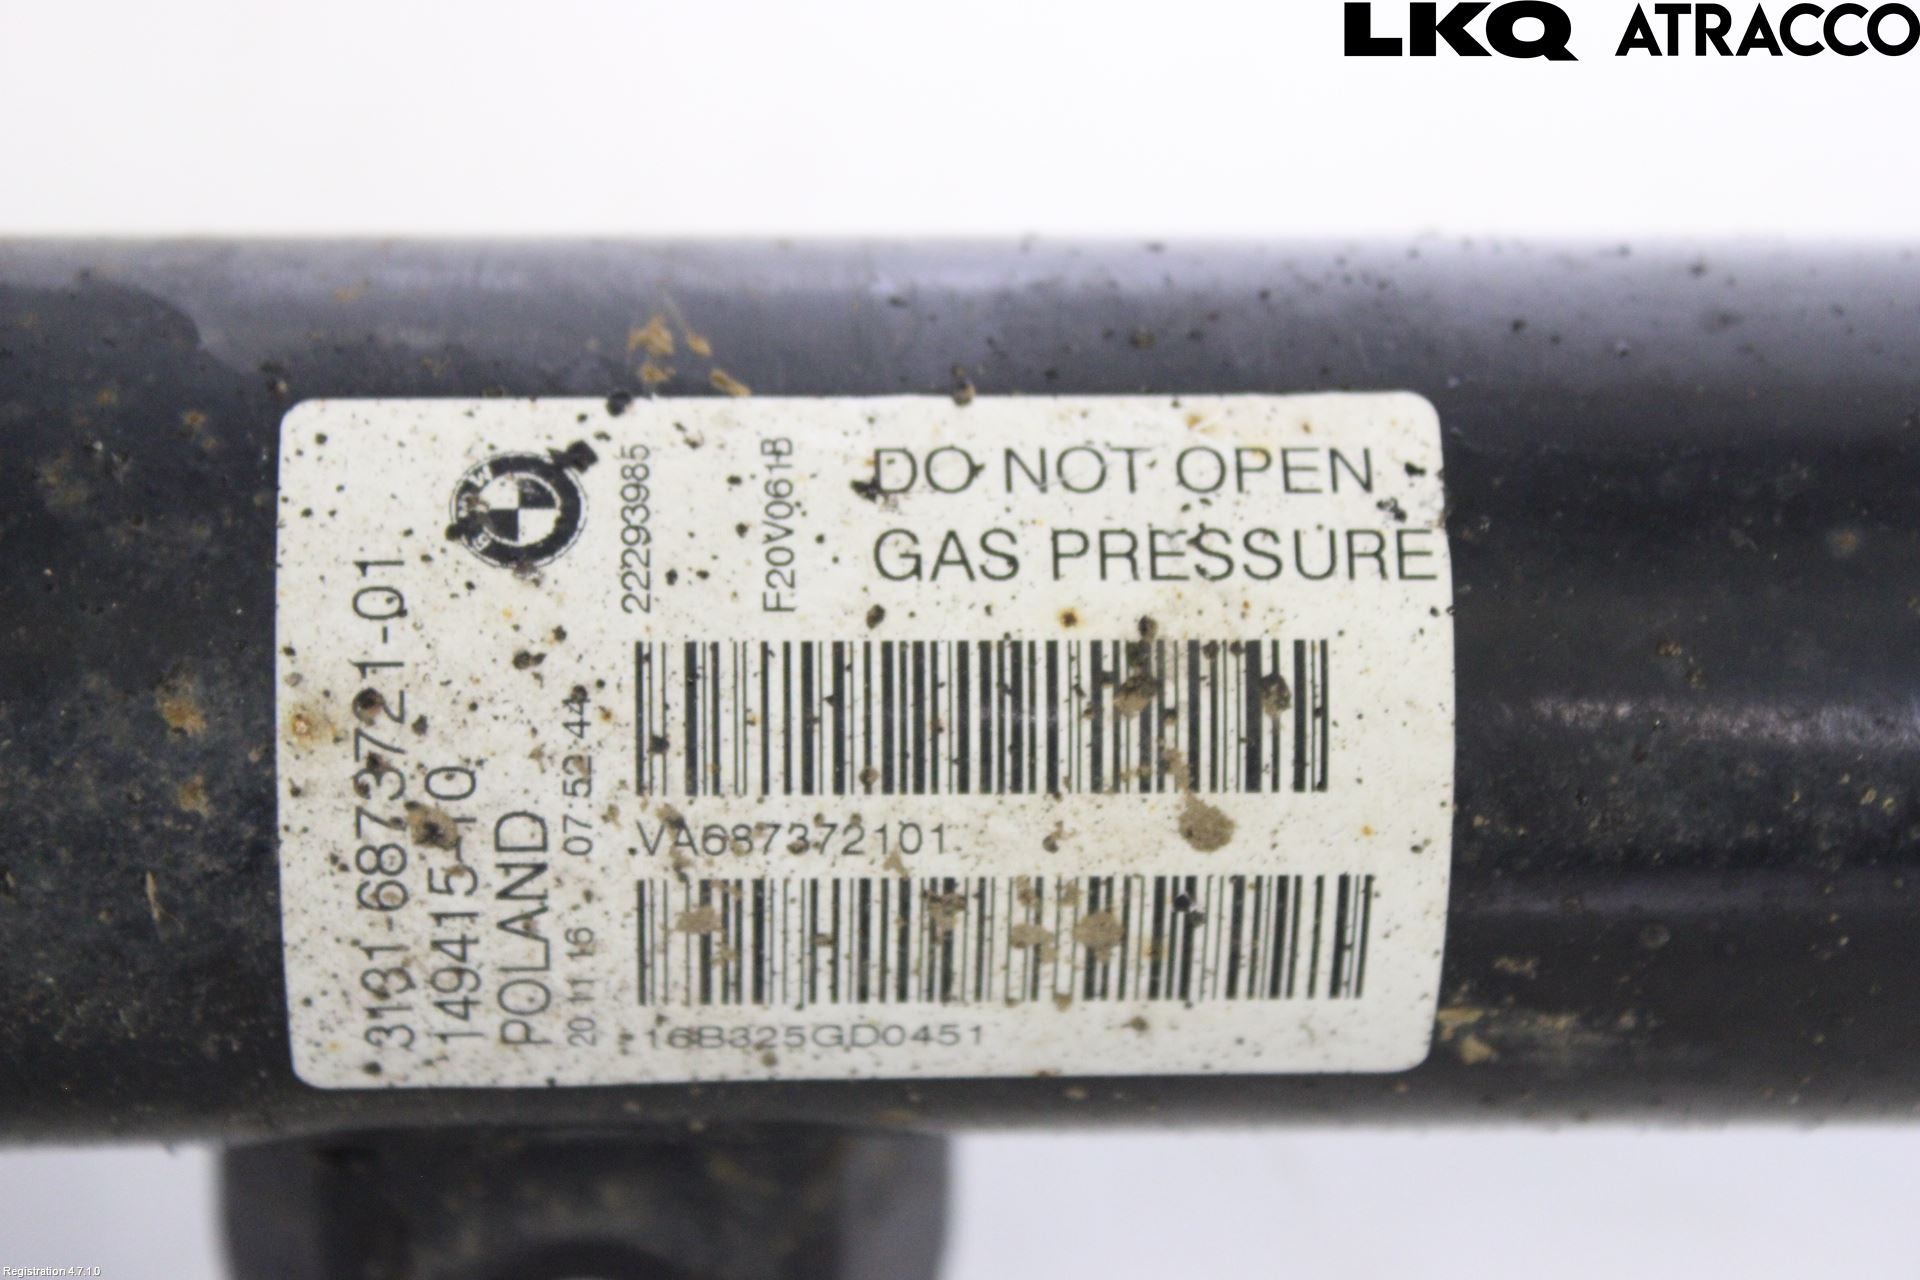 LKQ ATRACCO
BMW
3131-6873721-01
149415-10
POLAND
20 11 16 07:52:44
22293985
F20V061B
DO NOT OPEN
GAS PRESSURE
VA687372101
16B325GD0451
Registration 4.7.1.0